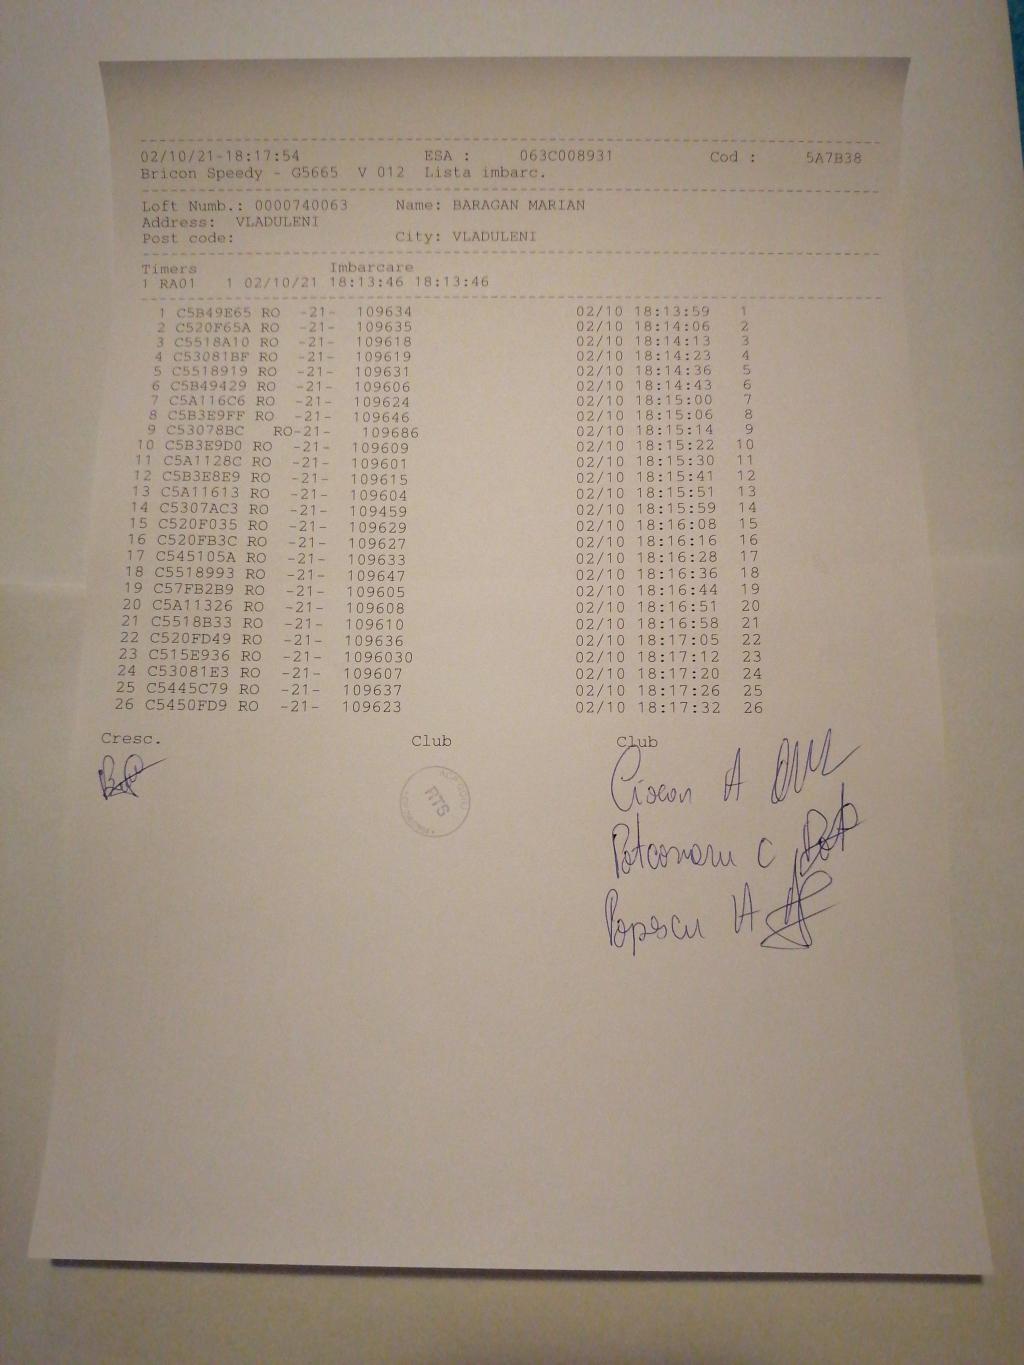 02/10/21-18:17:54 ESA : 063C008931 Cod : 5A7B38
Bricon Speedy - G5665 V 012 Lista imbarc.
Loft Numb.: 0000740063 Name: BARAGAN MARIAN
Address: VLADULENI
Post code: City: VLADULENI
Timers Imbarcare
1 RA01 1 02/10/21 18:13:46 18:13:46
1 C5B49E65 RO -21- 109634 02/10 18:13:59 1
2 C520F65A RO -21- 109635 02/10 18:14:06 2
3 C5518A10 RO -21- 109618 02/10 18:14:13 3
4 C53081BF RO -21- 109619 02/10 18:14:23 4
5 C5518919 RO -21- 109631 02/10 18:14:36 5
6 C5B49429 RO -21- 109606 02/10 18:14:43 6
7 C5A116C6 RO -21- 109624 02/10 18:15:00 7
8 C5B3E9FF RO -21- 109646 02/10 18:15:06 8
9 C53078BC RO-21- 109686 02/10 18:15:14 9
10 C5B3E9D0 RO -21- 109609 02/10 18:15:22 10
11 C5A1128C RO -21- 109601 02/10 18:15:30 11
12 C5B3E8E9 RO -21- 109615 02/10 18:15:41 12
13 C5A11613 RO -21- 109604 02/10 18:15:51 13
14 C5307AC3 RO -21- 109459 02/10 18:15:59 14
15 C520F035 RO -21- 109629 02/10 18:16:08 15
16 C520FB3C RO -21- 109627 02/10 18:16:16 16
17 C545105A RO -21- 109633 02/10 18:16:28 17
18 C5518993 RO -21- 109647 02/10 18:16:36 18
19 C57FB2B9 RO -21- 109605 02/10 18:16:44 19
20 C5A11326 RO -21- 109608 02/10 18:16:51 20
21 C5518B33 RO -21- 109610 02/10 18:16:58 21
22 C520FD49 RO -21- 109636 02/10 18:17:05 22
23 C515E936 RO -21- 1096030 02/10 18:17:12 23
24 C53081E3 RO -21- 109607 02/10 18:17:20 24
25 C5445C79 RO -21- 109637 02/10 18:17:26 25
26 C5450FD9 RO -21- 109623 02/10 18:17:32 26
Cresc. Club Club
RTS
A
C
Popescu